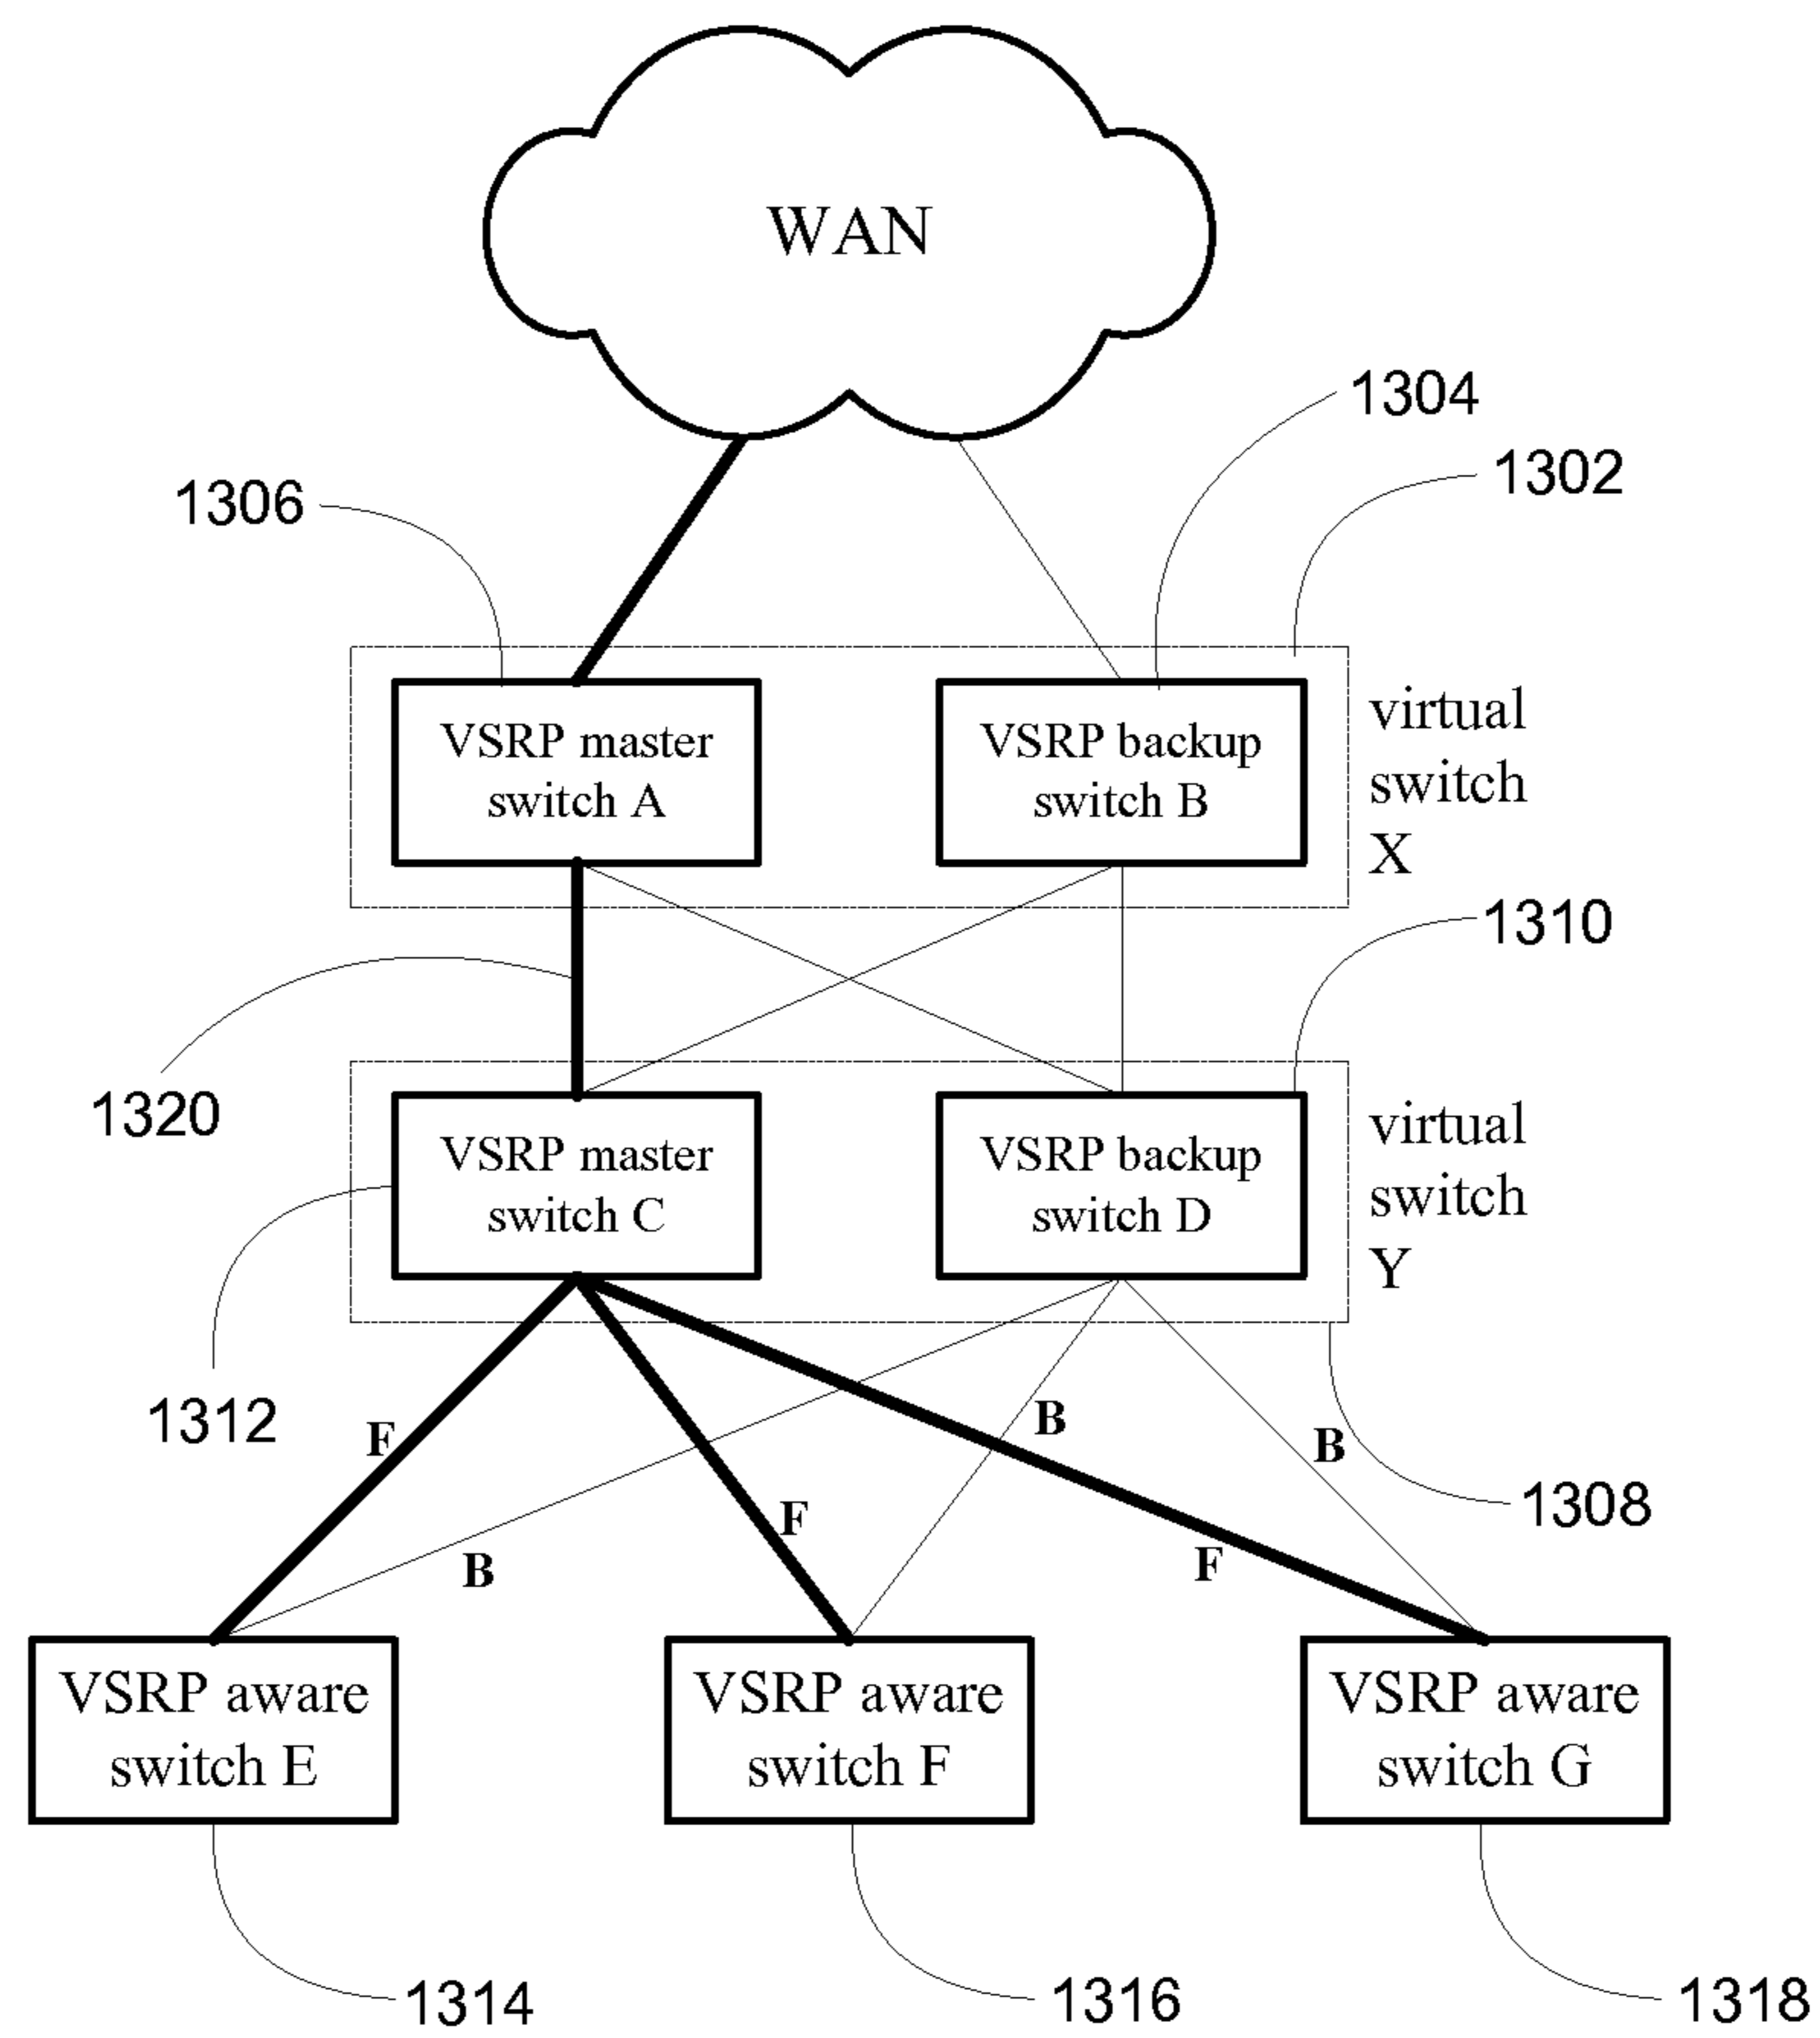 WAN
1304
1302
1306
VSRP master
switch A
VSRP backup
switch B
virtual
switch
X
1310
1320
VSRP master
switch C
VSRP backup
switch D
virtual
switch
Y
1312
F
B
B
1308
F
B
F
VSRP aware
switch E
VSRP aware
switch F
VSRP aware
switch G
1314
1316
1318